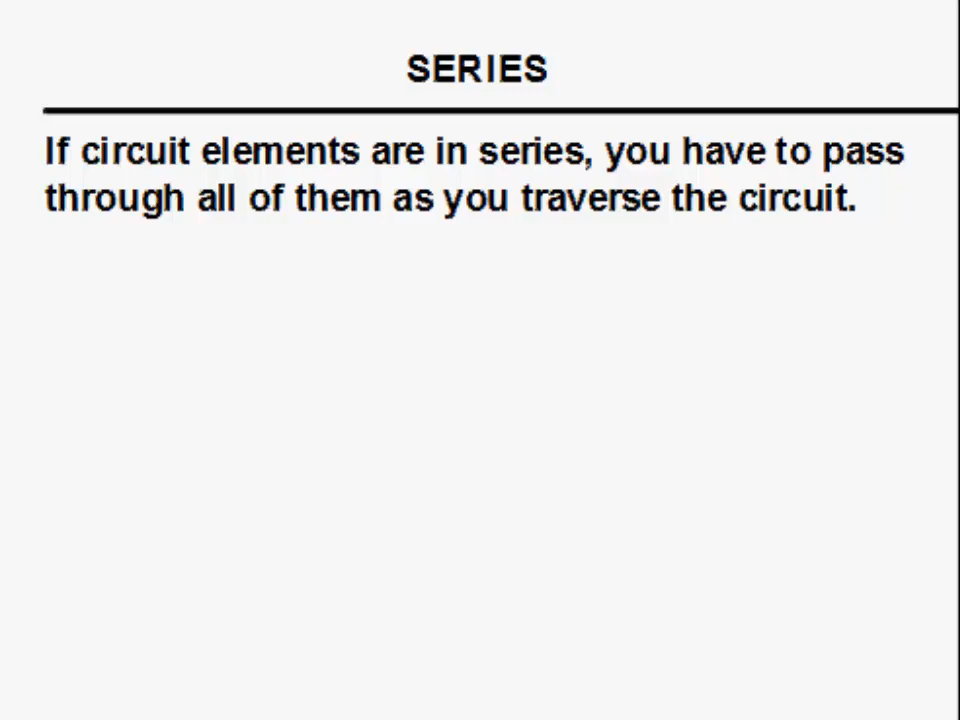 SERIES
If circuit elements are in series, you have to pass
through all of them as you traverse the circuit.